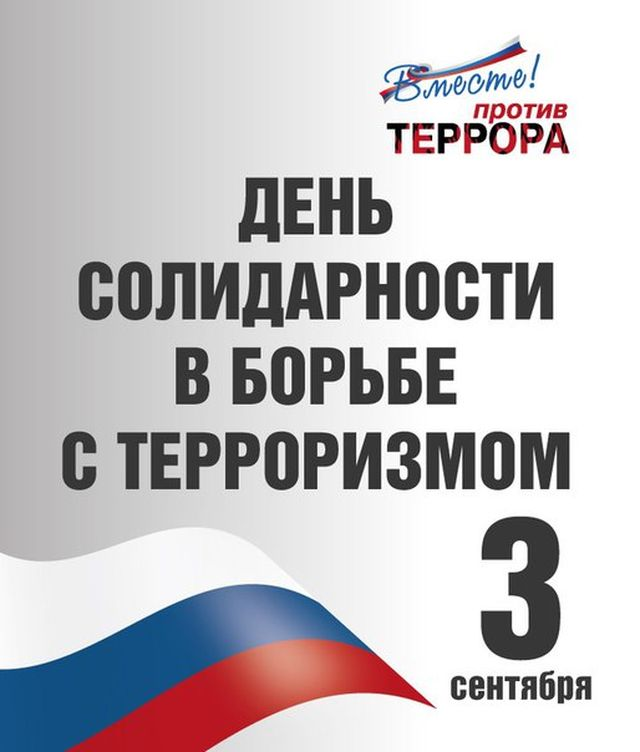 Вместе!
против
ТЕРРОРА
ДЕНЬ
СОЛИДАРНОСТИ
В БОРЬБЕ
С ТЕРРОРИЗМОМ
3
сентября